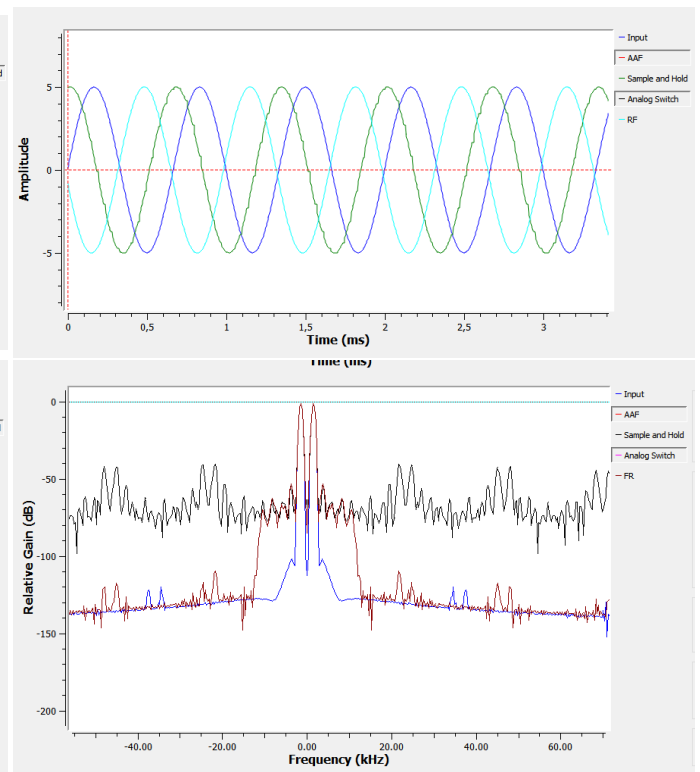 Input
AAF
Sample and Hold
Analog Switch
RF
Amplitude
5
0
-5
0
0,5
1
1,5
2
2,5
3
Time (ms)
Time (ms)
Input
AAF
Sample and Hold
Analog Switch
FR
Relative Gain (dB)
0
-50
-100
-150
-200
-40.00
-20.00
0.00
20.00
40.00
60.00
Frequency (kHz)